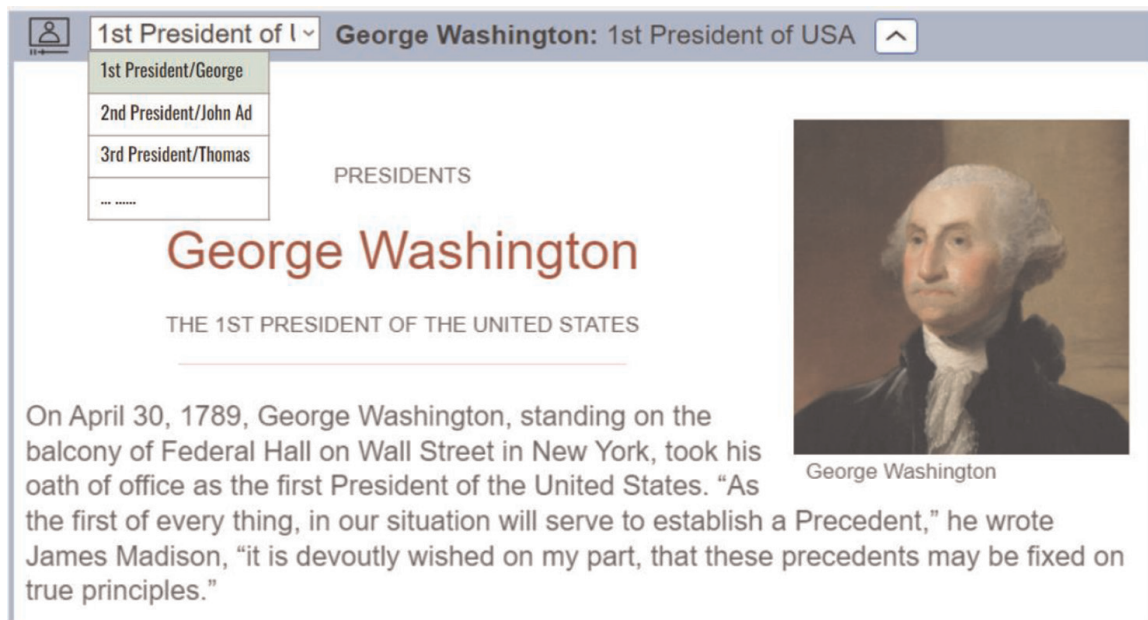 1st President of U
George Washington: 1st President of USA
1st President/George
2nd President/John Ad
3rd President/Thomas
... ......
PRESIDENTS
George Washington
THE 1ST PRESIDENT OF THE UNITED STATES
On April 30, 1789, George Washington, standing on the
balcony of Federal Hall on Wall Street in New York, took his
oath of office as the first President of the United States. “As
the first of every thing, in our situation will serve to establish a Precedent,” he wrote
James Madison, “it is devoutly wished on my part, that these precedents may be fixed on
true principles.”
George Washington